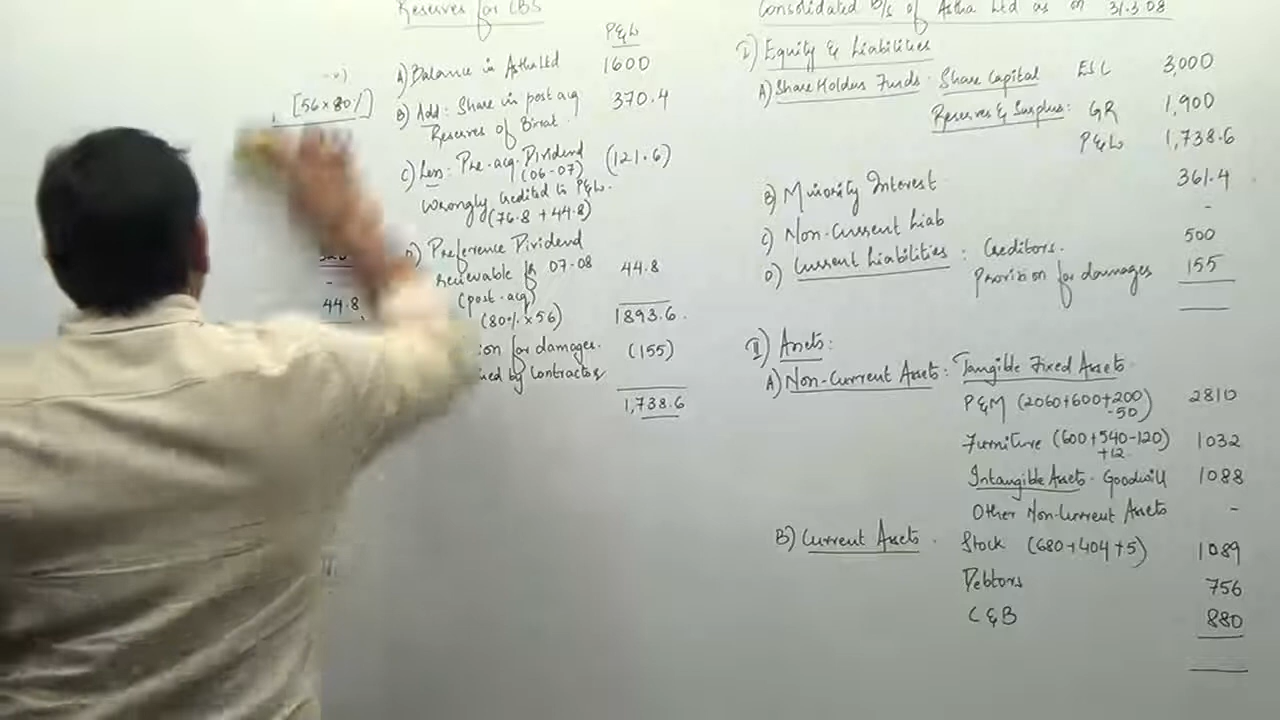 [56 x 80%]
44.8
Reserves for CBS
P&L
A) Balance in Astha Ltd 1600
B) Add: Share in post acq 370.4
Reserves of Birat.
C) Less: Pre-acq. Dividend (121.6)
(06-07)
Wrongly credited to P&L.
(76.8 + 44.8)
D) Preference Dividend
receivable for 07-08 44.8
(post-acq)
(80% x 56) 1893.6.
for damages. (155)
by Contractor
1,738.6
Consolidated B/s of Astha Ltd as on 31.3.08
I) Equity & Liabilities
A) Share Holders Funds: Share Capital ESC 3,000
Reserves & Surplus: GR 1,900
P&L 1,738.6
B) Minority Interest 361.4
C) Non-Current Liab -
D) Current Liabilities: Creditors. 500
Provision for damages 155
II) Assets:
A) Non-Current Assets: Tangible Fixed Assets.
P&M (2060+600+200) 2810
-50
Furniture (600+540-120) 1032
+12.
Intangible Assets - Goodwill 1088
Other Non-Current Assets -
B) Current Assets. Stock (680+404+5) 1089
Debtors 756
C&B 880